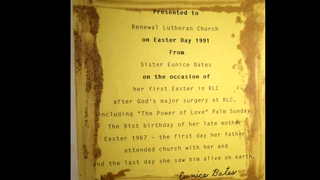 Presented to
Renewel Lutheran Church
on Easter Day 1991
From
Sister Eunice Bates
on the occasion of
her first Easter in RLC
after God's major surgery at RLC,
including "The Power of Love" Palm Sunday;
The 91st birthday of her late mother
Easter 1967 - the first day her father
attended church with her and
and the last day she saw him alive on earth.
Eunice Bates